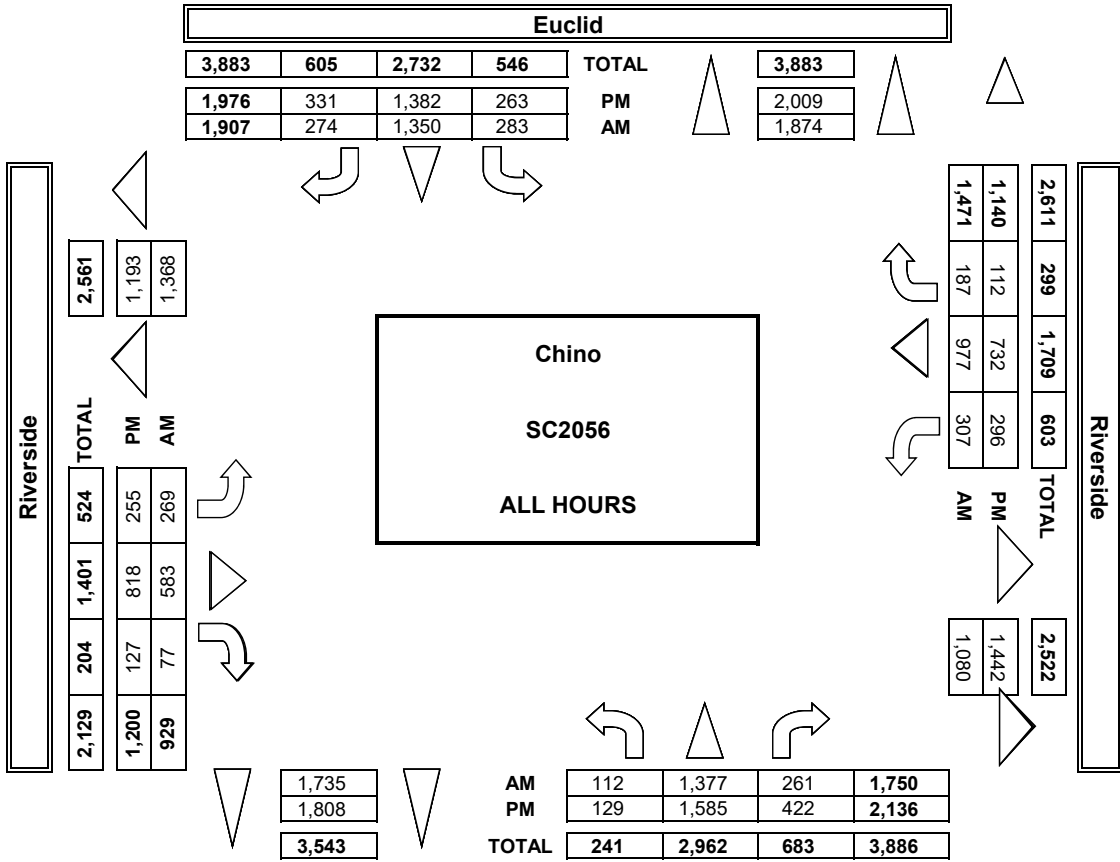 Euclid
3,883 605 2,732 546 TOTAL 3,883
1,976 331 1,382 263 PM 2,009
1,907 274 1,350 283 AM 1,874
Riverside
2,561
1,193
1,368
TOTAL 524 1,401 204 2,129
PM 255 818 127 1,200
AM 269 583 77 929
Chino
SC2056
ALL HOURS
2,611 299 1,709 603 TOTAL
1,140 112 732 296 PM
1,471 187 977 307 AM
2,522
1,442
1,080
Riverside
1,735 AM 112 1,377 261 1,750
1,808 PM 129 1,585 422 2,136
3,543 TOTAL 241 2,962 683 3,886